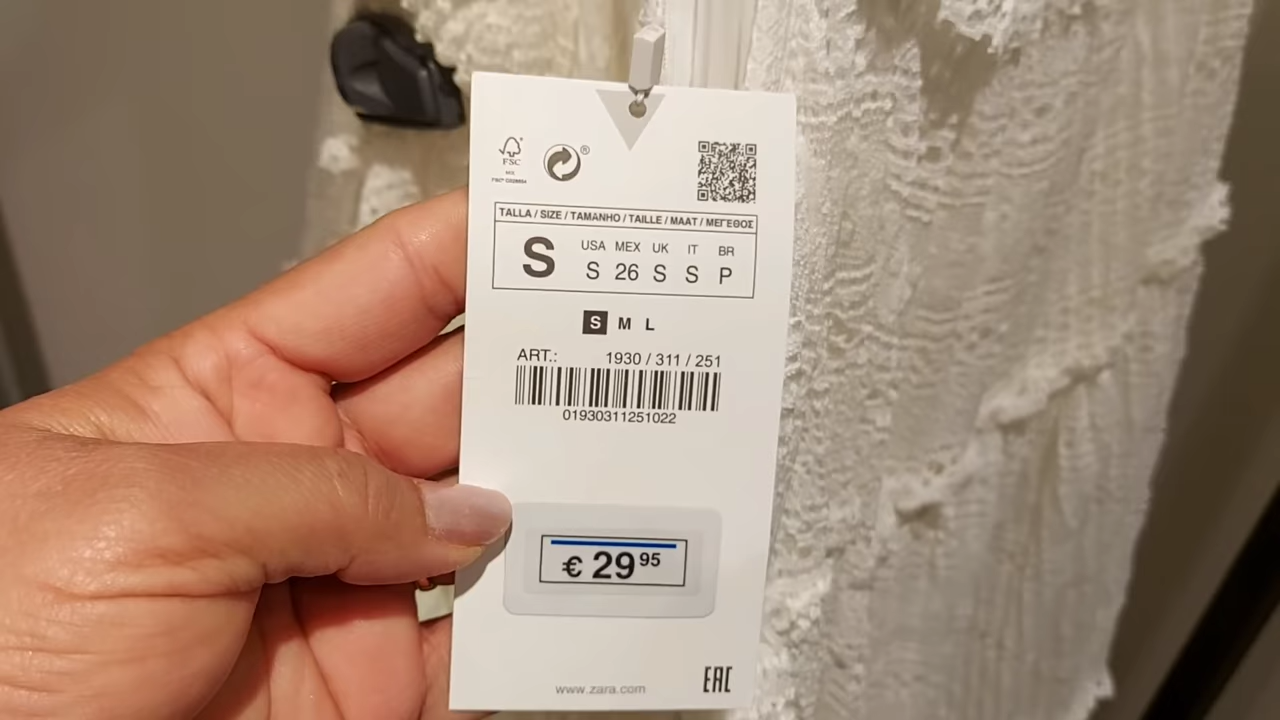 FSC
MIX
TALLA / SIZE / TAMANHO / TAILLE / MAAT / ΜΕΓΕΘΟΣ
S
USA MEX UK IT BR
S 26 S S P
S M L
ART.: 1930 / 311 / 251
01930311251022
€ 29 95
www.zara.com
EAC